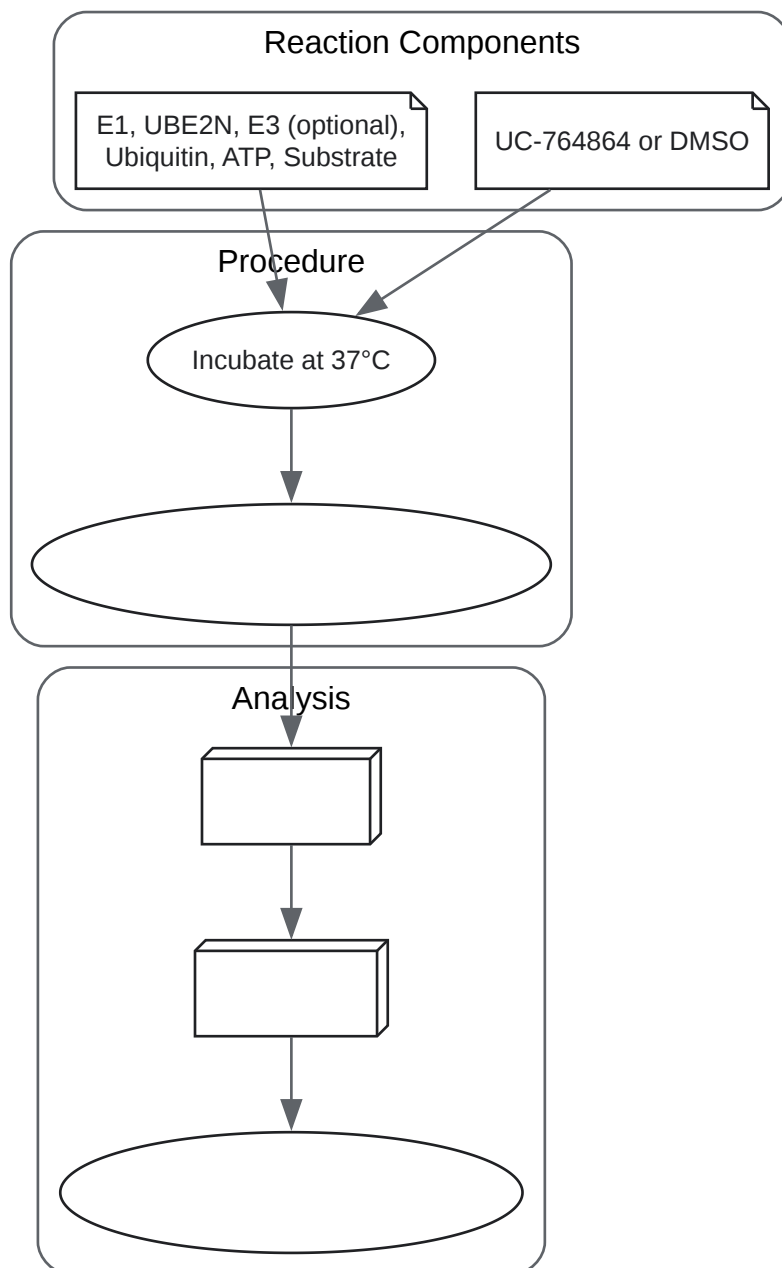 Reaction Components
E1, UBE2N, E3 (optional),
Ubiquitin, ATP, Substrate
UC-764864 or DMSO
Procedure
Incubate at 37°C
Analysis